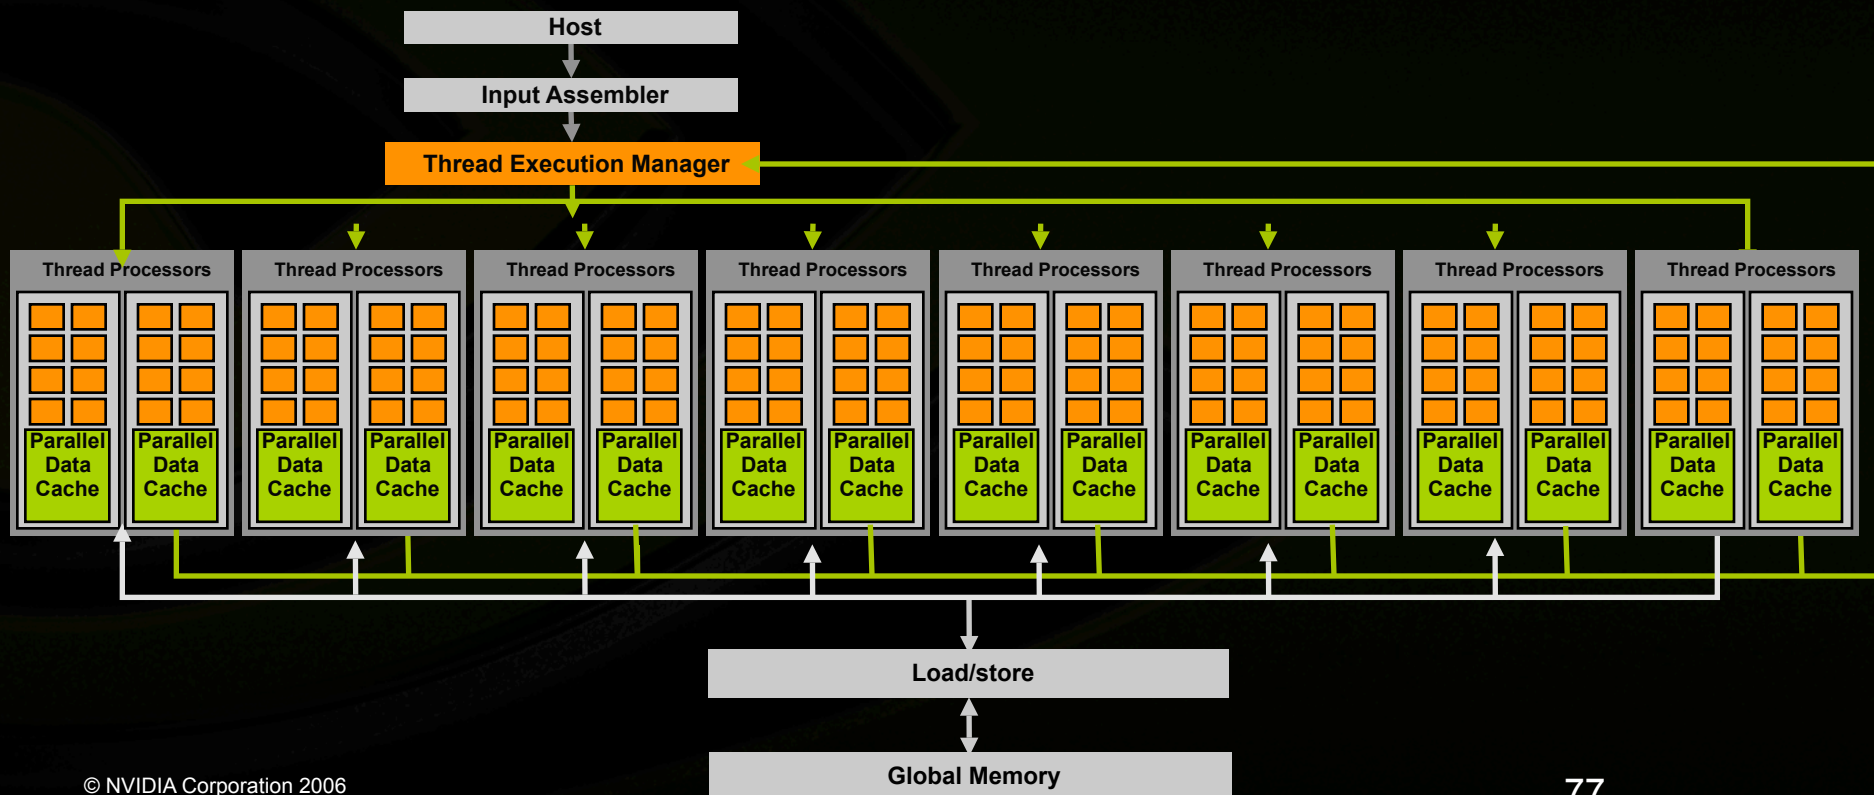 Host
Input Assembler
Thread Execution Manager
Thread Processors
Thread Processors
Thread Processors
Thread Processors
Thread Processors
Thread Processors
Thread Processors
Thread Processors
Parallel
Data
Cache
Parallel
Data
Cache
Parallel
Data
Cache
Parallel
Data
Cache
Parallel
Data
Cache
Parallel
Data
Cache
Parallel
Data
Cache
Parallel
Data
Cache
Parallel
Data
Cache
Parallel
Data
Cache
Parallel
Data
Cache
Parallel
Data
Cache
Parallel
Data
Cache
Parallel
Data
Cache
Parallel
Data
Cache
Parallel
Data
Cache
Load/store
Global Memory
© NVIDIA Corporation 2006
77